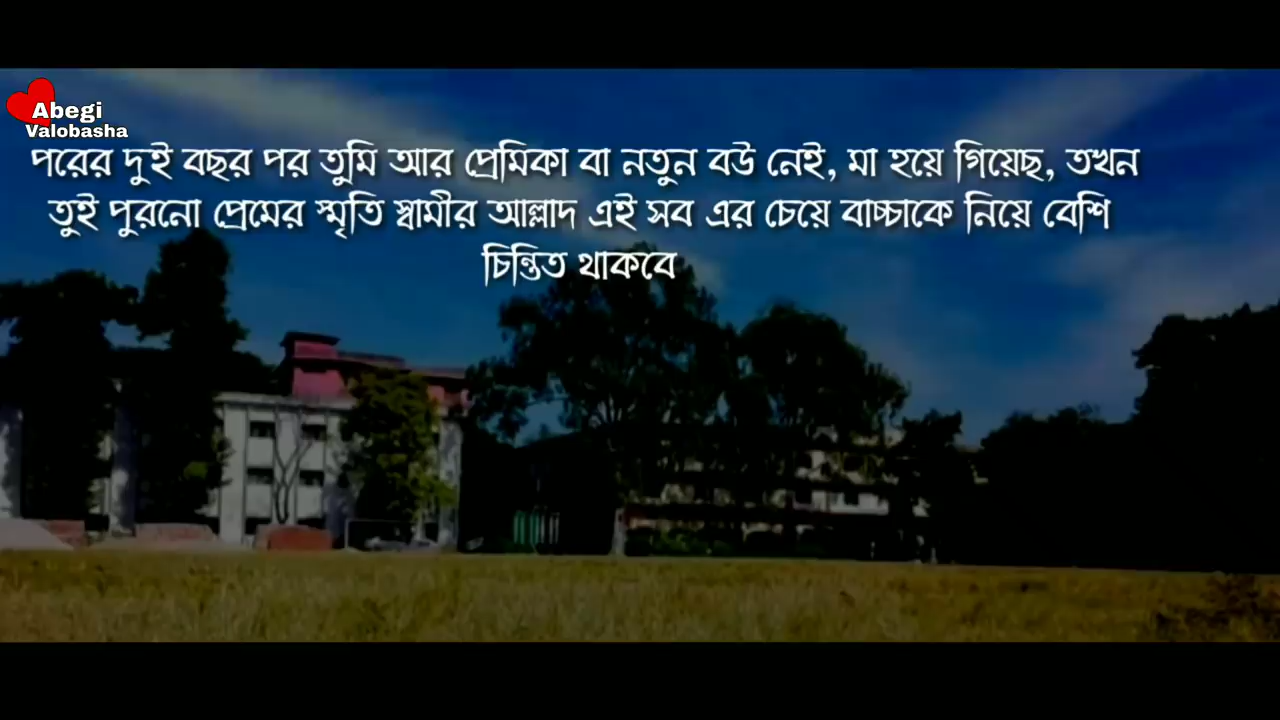 Abegi
Valobasha
পরের দুই বছর পর তুমি আর প্রেমিকা বা নতুন বউ নেই, মা হয়ে গিয়েছ, তখন
তুই পুরনো প্রেমের স্মৃতি স্বামীর আল্লাদ এই সব এর চেয়ে বাচ্চাকে নিয়ে বেশি
চিন্তিত থাকবে